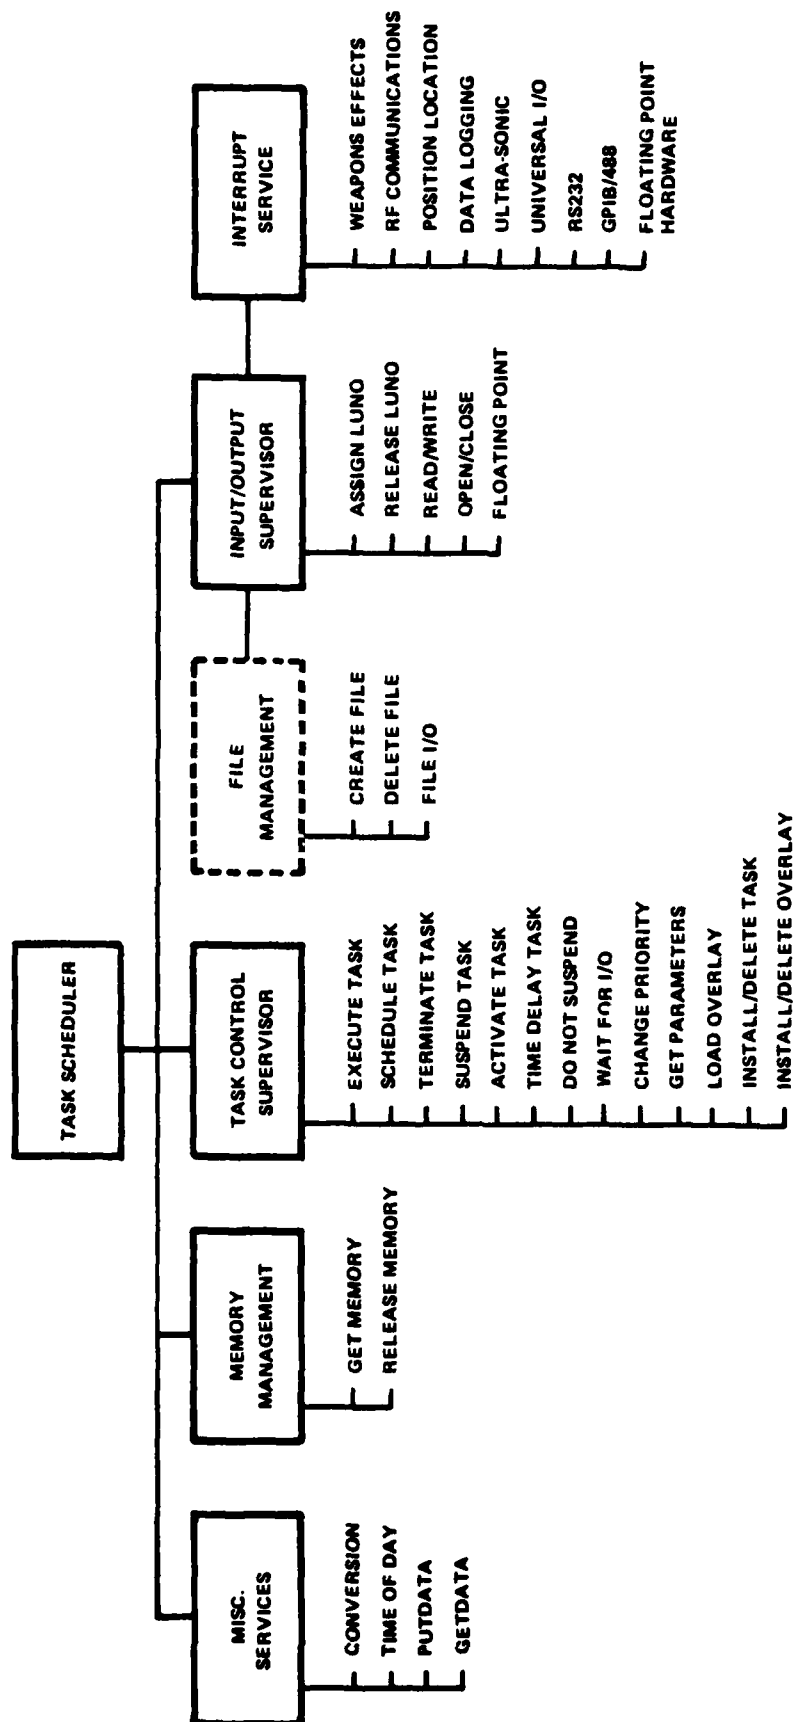 TASK SCHEDULER
MISC.
SERVICES
CONVERSION
TIME OF DAY
PUTDATA
GETDATA
MEMORY
MANAGEMENT
GET MEMORY
RELEASE MEMORY
TASK CONTROL
SUPERVISOR
EXECUTE TASK
SCHEDULE TASK
TERMINATE TASK
SUSPEND TASK
ACTIVATE TASK
TIME DELAY TASK
DO NOT SUSPEND
WAIT FOR I/O
CHANGE PRIORITY
GET PARAMETERS
LOAD OVERLAY
INSTALL/DELETE TASK
INSTALL/DELETE OVERLAY
FILE
MANAGEMENT
CREATE FILE
DELETE FILE
FILE I/O
INPUT/OUTPUT
SUPERVISOR
ASSIGN LUNO
RELEASE LUNO
READ/WRITE
OPEN/CLOSE
FLOATING POINT
INTERRUPT
SERVICE
WEAPONS EFFECTS
RF COMMUNICATIONS
POSITION LOCATION
DATA LOGGING
ULTRA-SONIC
UNIVERSAL I/O
RS232
GPIB/488
FLOATING POINT
HARDWARE